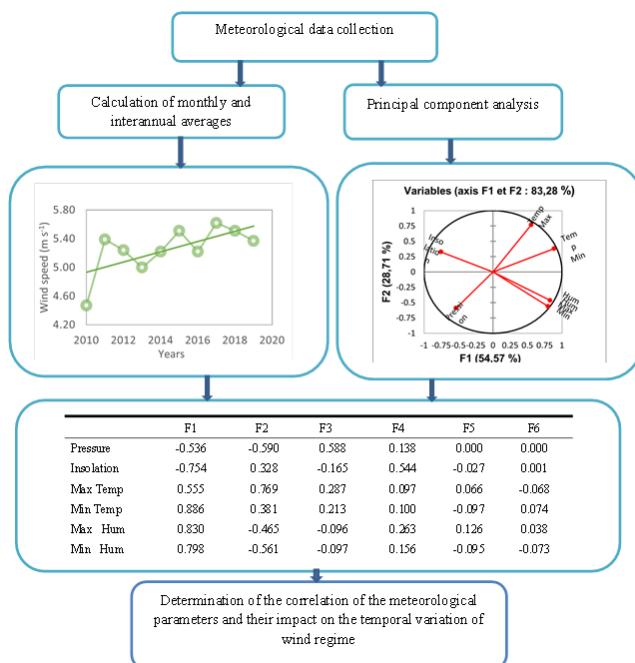 Meteorological data collection
Calculation of monthly and
interannual averages
Principal component analysis
Wind speed (m s⁻¹)
5.80
5.00
4.60
4.20
2010 2012 2014 2016 2018 2020
Years
Variables (axis F1 et F2 : 83,28 %)
F2 (28,71 %)
1
0.75
0.5
0.25
0
-0.25
-0.5
-0.75
-1
Temp
Max
Tem
p
Min
Inso
Hum
Max
Min
Pressi
on
-1 -0.75 -0.5 -0.25 0 0.25 0.5 0.75 1
F1 (54,57 %)
F1 F2 F3 F4 F5 F6
Pressure -0.536 -0.590 0.588 0.138 0.000 0.000
Insolation -0.754 0.328 -0.165 0.544 -0.027 0.001
Max Temp 0.555 0.769 0.287 0.097 0.066 -0.068
Min Temp 0.886 0.381 0.213 0.100 -0.097 0.074
Max Hum 0.830 -0.465 -0.096 0.263 0.126 0.038
Min Hum 0.798 -0.561 -0.097 0.156 -0.095 -0.073
Determination of the correlation of the meteorological
parameters and their impact on the temporal variation of
wind regime